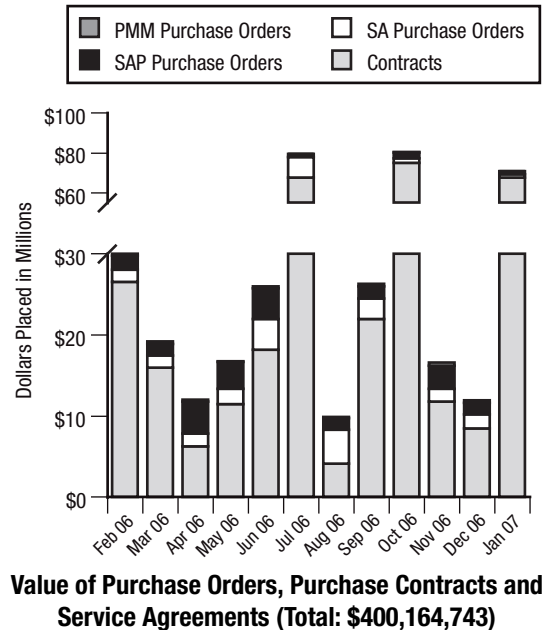 PMM Purchase Orders
SA Purchase Orders
SAP Purchase Orders
Contracts
Dollars Placed in Millions
$100
$80
$60
$30
$20
$10
$0
Feb 06
Mar 06
Apr 06
May 06
Jun 06
Jul 06
Aug 06
Sep 06
Oct 06
Nov 06
Dec 06
Jan 07
Value of Purchase Orders, Purchase Contracts and
Service Agreements (Total: $400,164,743)